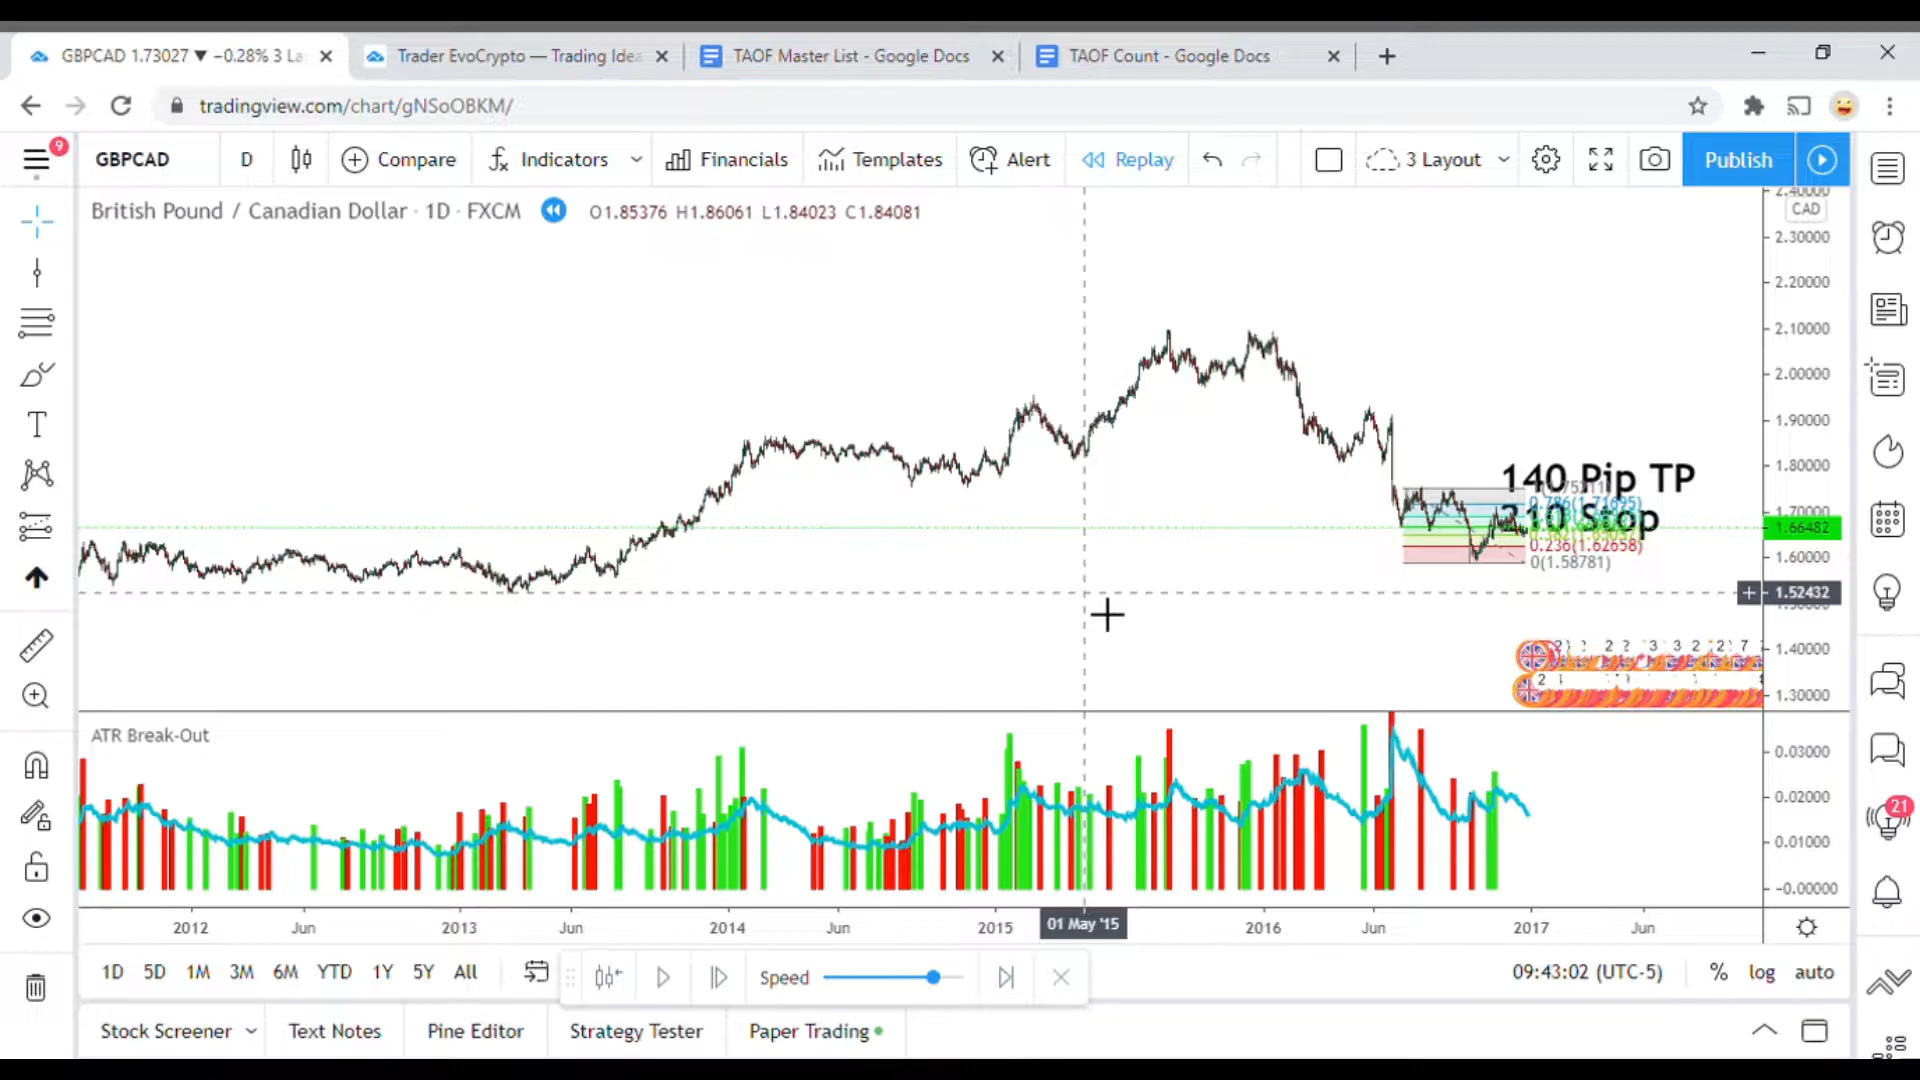 GBPCAD 1.73027 ▼ −0.28% 3 La
Trader EvoCrypto — Trading Idea
TAOF Master List - Google Docs
TAOF Count - Google Docs
tradingview.com/chart/gNSoOBKM/
9
GBPCAD
D
Compare
Indicators
Financials
Templates
Alert
Replay
3 Layout
Publish
British Pound / Canadian Dollar · 1D · FXCM
O1.85376 H1.86061 L1.84023 C1.84081
CAD
2.30000
2.20000
2.10000
2.00000
1.90000
1.80000
1.70000
1.66482
1.60000
1.52432
1.40000
1.30000
140 Pip TP
0.786(1.71695)
210 Stop
0.236(1.62658)
0(1.58781)
ATR Break-Out
0.03000
0.02000
0.01000
-0.00000
21
2012
Jun
2013
Jun
2014
Jun
2015
01 May '15
2016
Jun
2017
Jun
1D
5D
1M
3M
6M
YTD
1Y
5Y
All
Speed
09:43:02 (UTC-5)
%
log
auto
Stock Screener
Text Notes
Pine Editor
Strategy Tester
Paper Trading